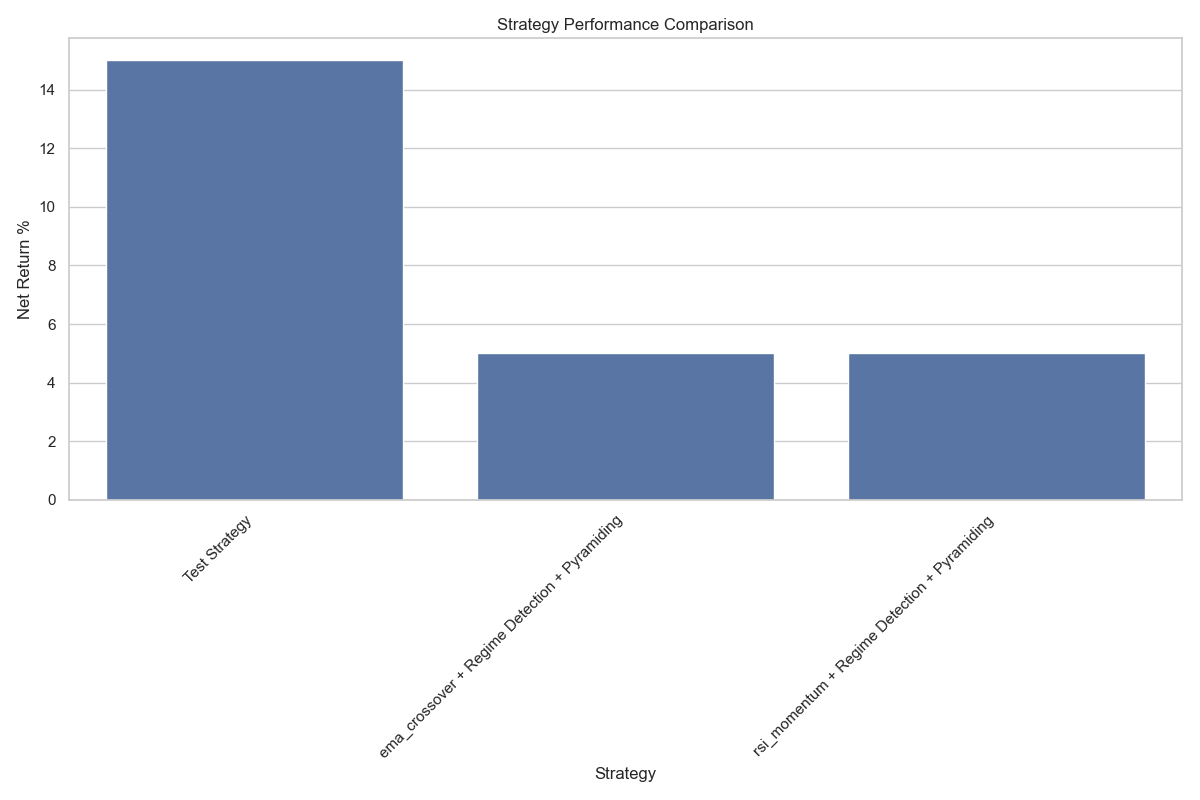 Strategy Performance Comparison
Net Return %
14
12
10
8
6
4
2
0
Test Strategy
ema_crossover + Regime Detection + Pyramiding
rsi_momentum + Regime Detection + Pyramiding
Strategy